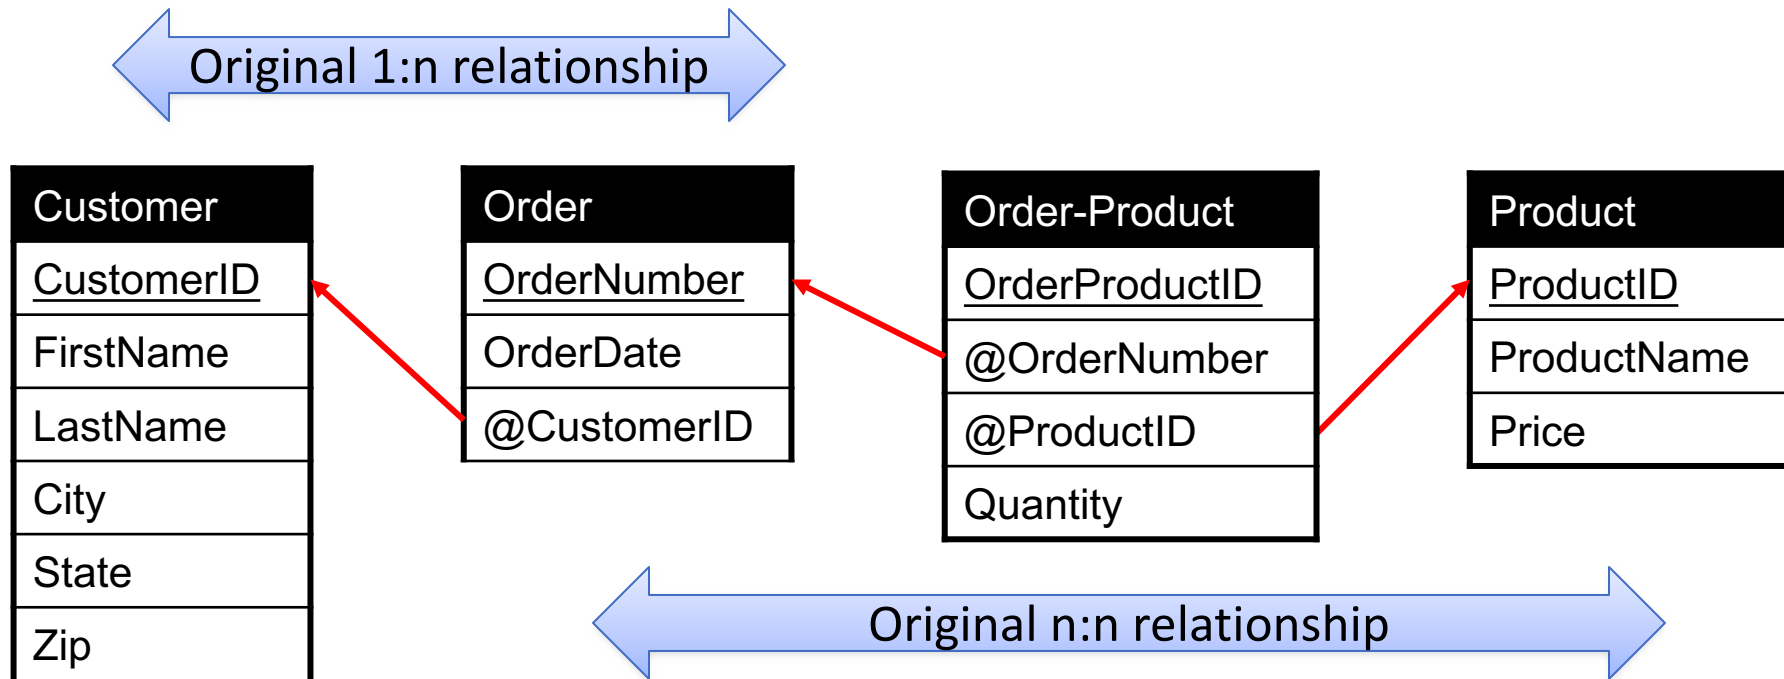 Original 1:n relationship
Customer
CustomerID
FirstName
LastName
City
State
Zip
Order
OrderNumber
OrderDate
@CustomerID
Order-Product
OrderProductID
@OrderNumber
@ProductID
Quantity
Product
ProductID
ProductName
Price
Original n:n relationship